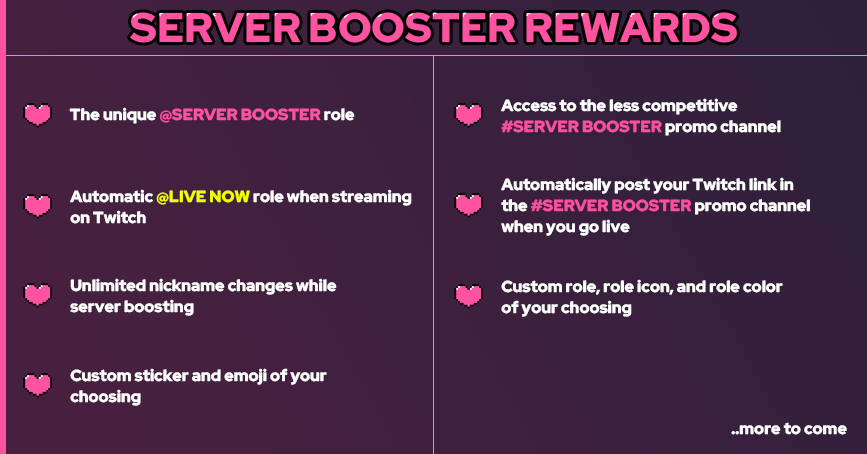 SERVER BOOSTER REWARDS
The unique @SERVER BOOSTER role
Automatic @LIVE NOW role when streaming
on Twitch
Unlimited nickname changes while
server boosting
Custom sticker and emoji of your
choosing
Access to the less competitive
#SERVER BOOSTER promo channel
Automatically post your Twitch link in
the #SERVER BOOSTER promo channel
when you go live
Custom role, role icon, and role color
of your choosing
..more to come